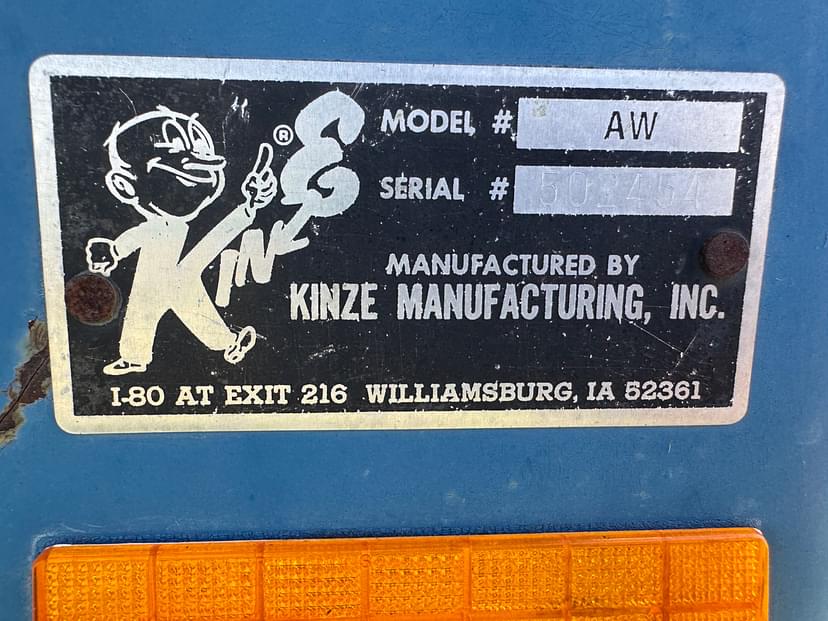 KINZE ®
MODEL # AW
SERIAL #
MANUFACTURED BY
KINZE MANUFACTURING, INC.
I-80 AT EXIT 216 WILLIAMSBURG, IA 52361